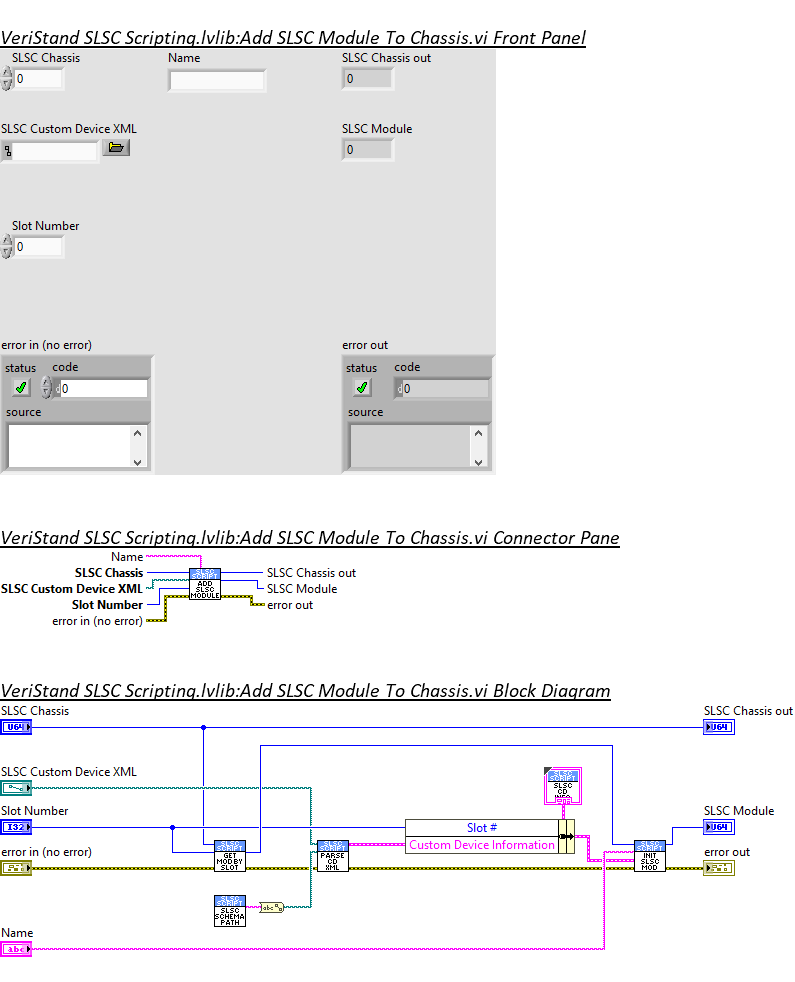 VeriStand SLSC Scripting.lvlib:Add SLSC Module To Chassis.vi Front Panel
SLSC Chassis Name SLSC Chassis out
0 0
SLSC Custom Device XML SLSC Module
0
Slot Number
0
error in (no error) error out
status code status code
d0 d0
source source
VeriStand SLSC Scripting.lvlib:Add SLSC Module To Chassis.vi Connector Pane
Name
SLSC Chassis SLSC SCRIPT SLSC Chassis out
SLSC Custom Device XML ADD SLSC MODULE SLSC Module
Slot Number error out
error in (no error)
VeriStand SLSC Scripting.lvlib:Add SLSC Module To Chassis.vi Block Diagram
SLSC Chassis SLSC Chassis out
U64 U64
SLSC Custom Device XML
SLSC SCRIPT
SLSC
CD
Slot Number SLSC Module
I32 Slot # U64
error in (no error) Custom Device Information error out
SLSC SCRIPT SLSC SCRIPT SLSC SCRIPT
GET PARSE INIT
MOD BY CD SLSC
SLOT XML MOD
SLSC SCRIPT
SLSC abc
SCHEMA
PATH
Name
abc